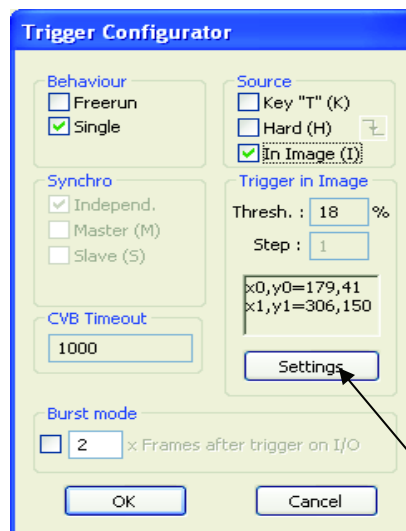 Trigger Configurator
Behaviour
Freerun
Single
Source
Key "T" (K)
Hard (H)
In Image (I)
Synchro
Independ.
Master (M)
Slave (S)
Trigger in Image
Thresh. : 18 %
Step : 1
x0,y0=179,41
x1,y1=306,150
CVB Timeout
1000
Settings
Burst mode
2 x Frames after trigger on I/O
OK
Cancel